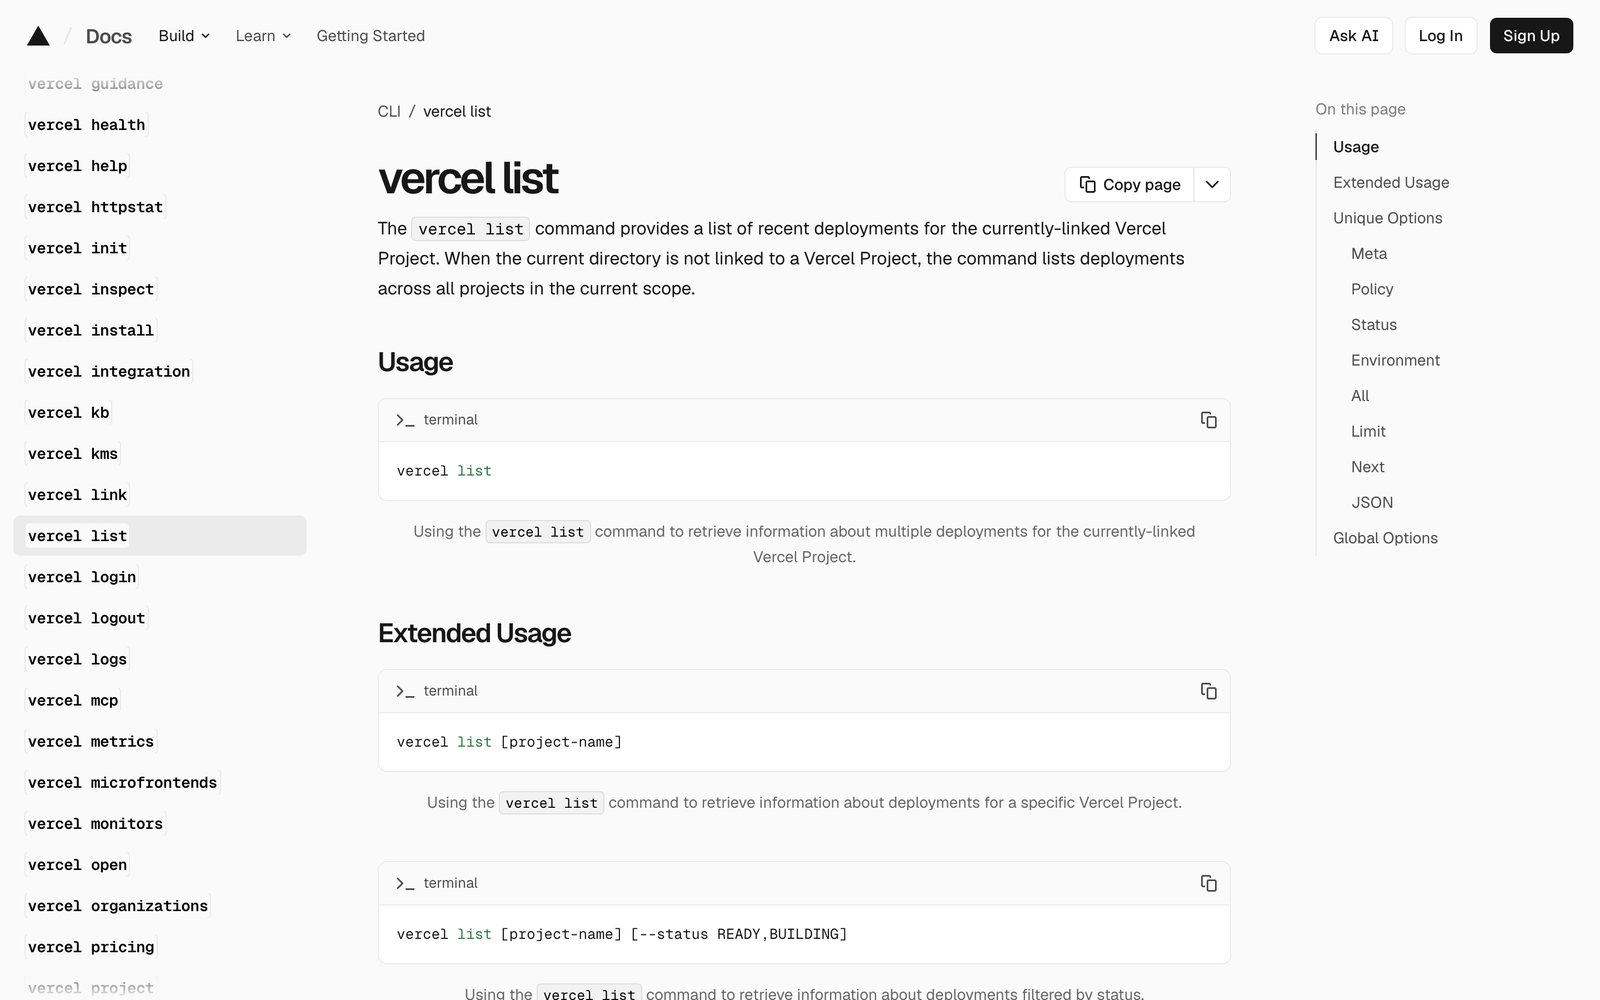 / Docs Build Learn Getting Started Ask AI Log In Sign Up
vercel guidance
vercel health
vercel help
vercel httpstat
vercel init
vercel inspect
vercel install
vercel integration
vercel kb
vercel kms
vercel link
vercel list
vercel login
vercel logout
vercel logs
vercel mcp
vercel metrics
vercel microfrontends
vercel monitors
vercel open
vercel organizations
vercel pricing
vercel project
CLI / vercel list
vercel list
Copy page
The vercel list command provides a list of recent deployments for the currently-linked Vercel
Project. When the current directory is not linked to a Vercel Project, the command lists deployments
across all projects in the current scope.
Usage
>_ terminal
vercel list
Using the vercel list command to retrieve information about multiple deployments for the currently-linked
Vercel Project.
Extended Usage
>_ terminal
vercel list [project-name]
Using the vercel list command to retrieve information about deployments for a specific Vercel Project.
>_ terminal
vercel list [project-name] [--status READY,BUILDING]
Using the vercel list command to retrieve information about deployments filtered by status.
On this page
Usage
Extended Usage
Unique Options
Meta
Policy
Status
Environment
All
Limit
Next
JSON
Global Options